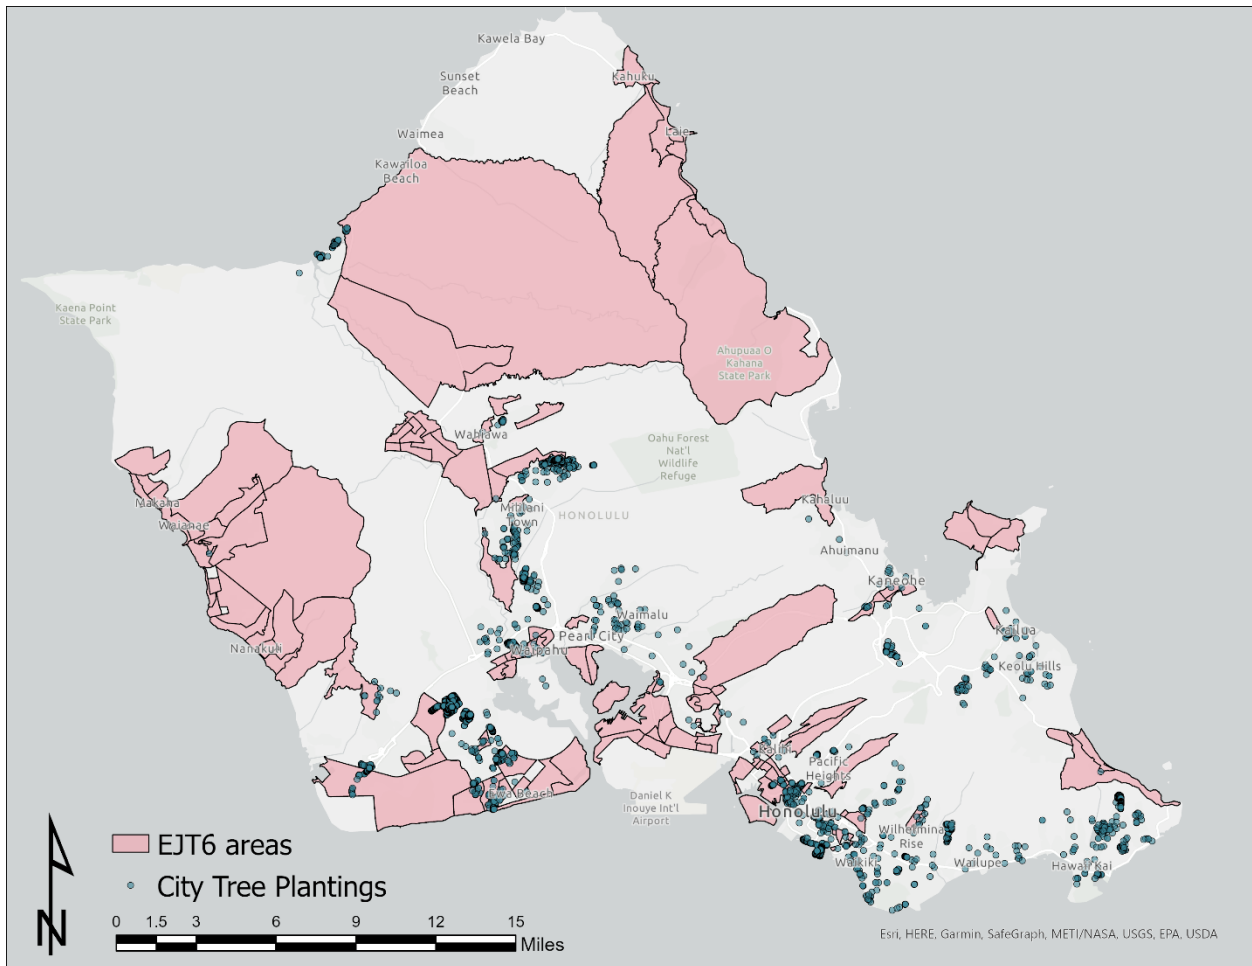 Kawela Bay
Sunset
Beach
Kahuku
Waimea
Laie
Kawailoa
Beach
Kaena Point
State Park
Ahupuaa O
Kahana
State Park
Wahiawa
Oahu Forest
Nat'l
Wildlife
Refuge
Makaha
Waianae
Mililani
Town
HONOLULU
Kahaluu
Ahuimanu
Kaneohe
Waimalu
Pearl City
Waipahu
Kailua
Nanakuli
Keolu Hills
Kalihi
Pacific
Heights
Ewa Beach
Daniel K
Inouye Int'l
Airport
Honolulu
Wilhelmina
Rise
Waikiki
Wailupe
Hawaii Kai
EJT6 areas
City Tree Plantings
N
0 1.5 3 6 9 12 15
Miles
Esri, HERE, Garmin, SafeGraph, METI/NASA, USGS, EPA, USDA